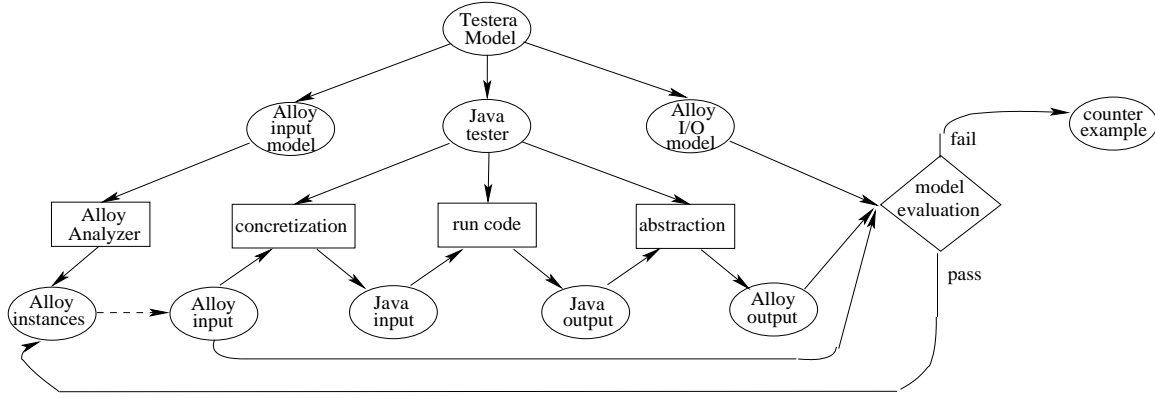 Testera
Model
Alloy
input
model
Java
tester
Alloy
I/O
model
counter
example
fail
model
evaluation
Alloy
Analyzer
concretization
run code
abstraction
pass
Alloy
instances
Alloy
input
Java
input
Java
output
Alloy
output